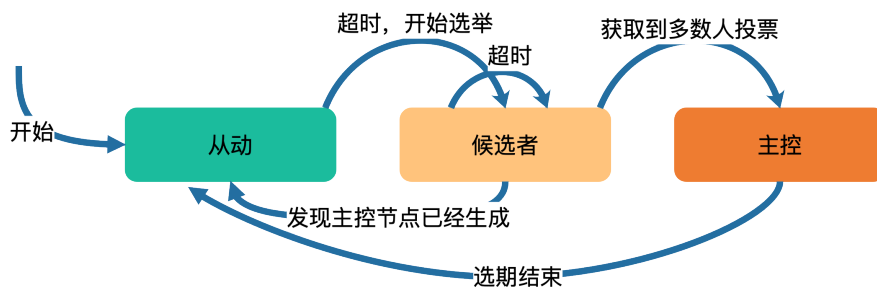 超时，开始选举
获取到多数人投票
超时
开始
从动
候选者
主控
发现主控节点已经生成
选期结束